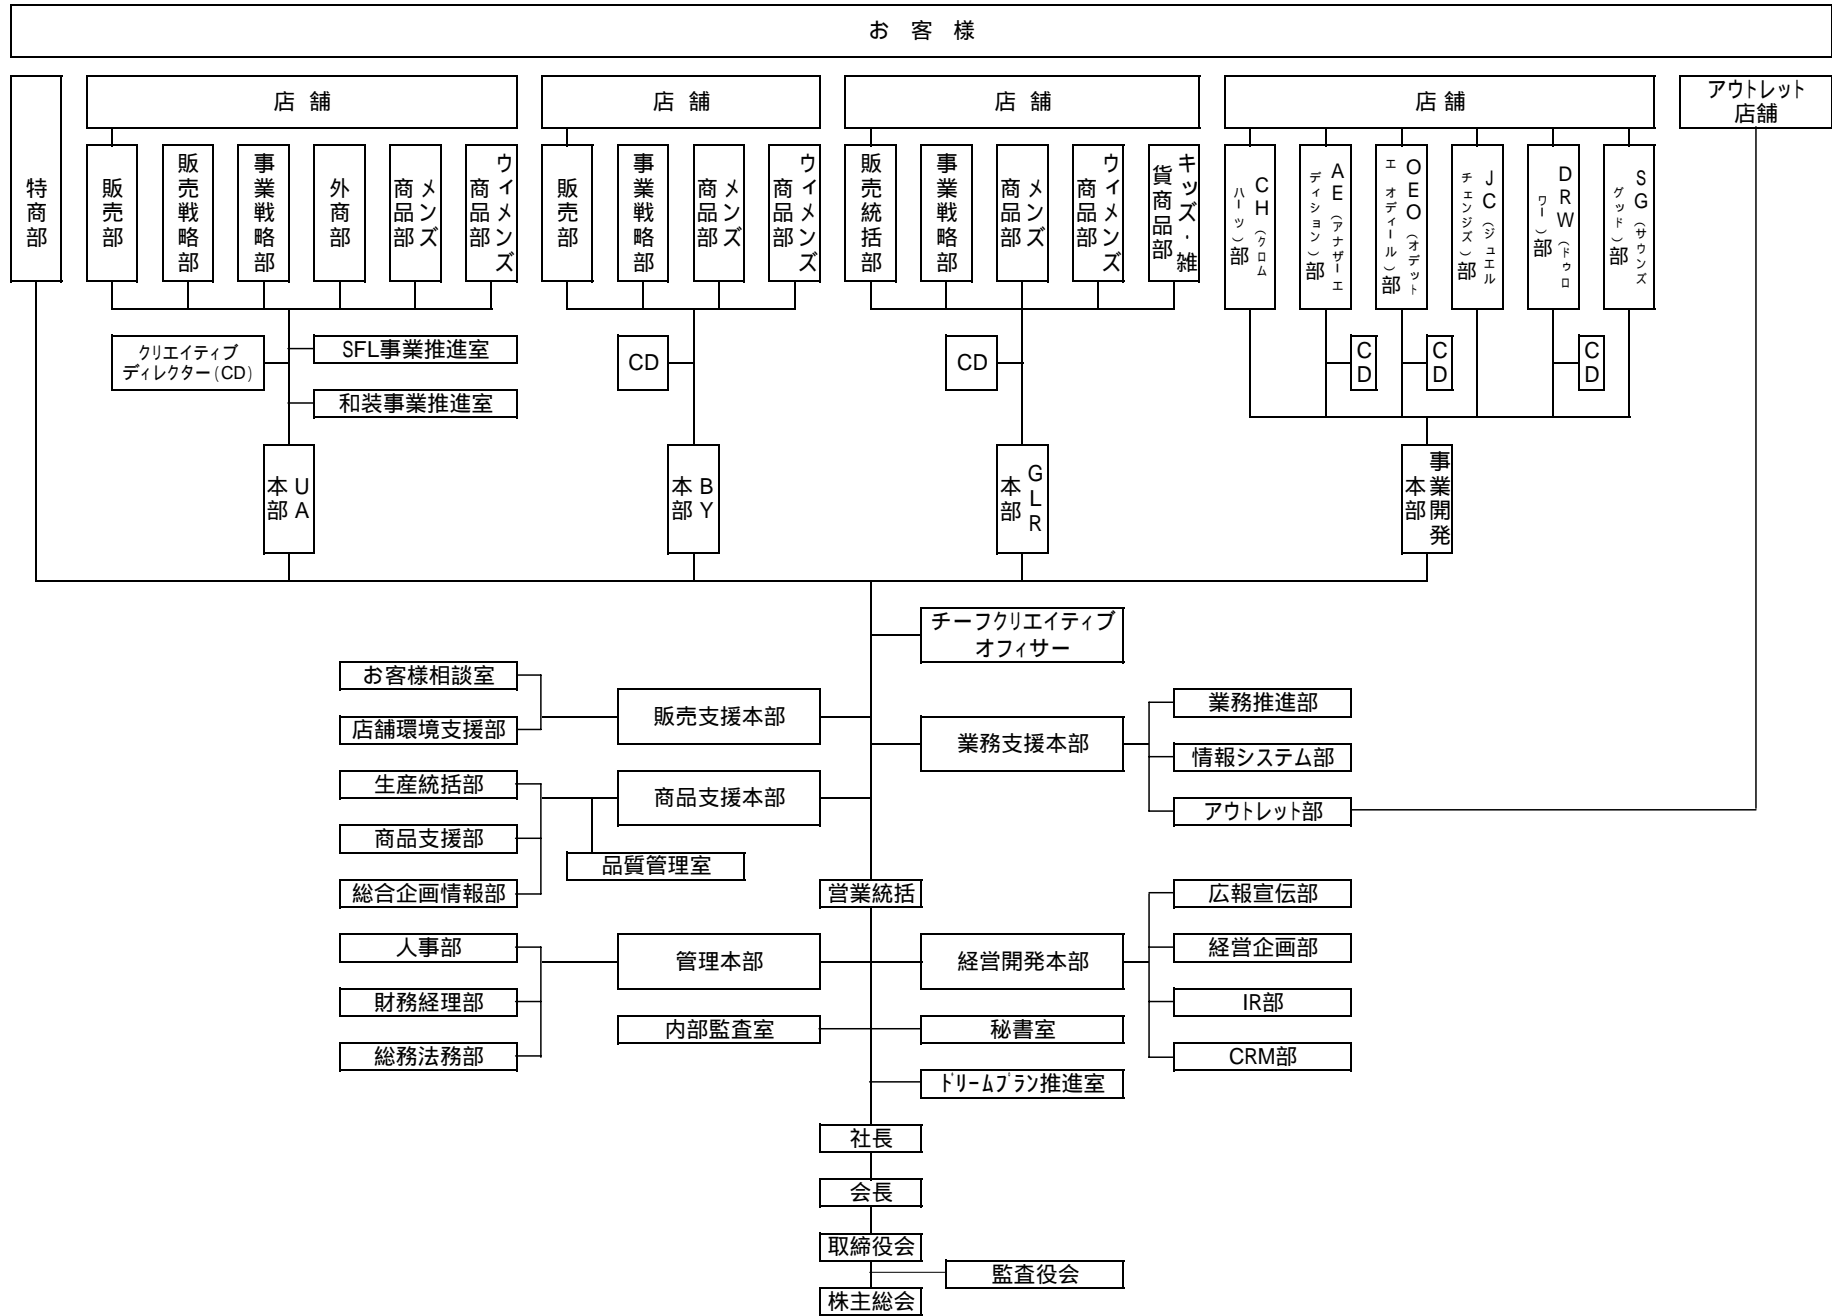 お客様
店舗
店舗
店舗
店舗
アウトレット
店舗
特商部
販売部
販売戦略部
事業戦略部
外商部
メンズ
商品部
ウイメンズ
商品部
販売部
事業戦略部
メンズ
商品部
ウイメンズ
商品部
販売統括部
事業戦略部
メンズ
商品部
ウイメンズ
商品部
キッズ・雑
貨商品部
CH(クロム
ハーツ)部
AE(アナザーエ
ディション)部
OEO(オデット
エ オディール)部
JC(ジュエル
チェンジズ)部
DRW(ドゥロ
ワー)部
SG(サウンズ
グッド)部
クリエイティブ
ディレクター(CD)
SFL事業推進室
和装事業推進室
CD
CD
CD
CD
CD
UA
本部
BY
本部
GLR
本部
事業開発
本部
チーフクリエイティブ
オフィサー
お客様相談室
店舗環境支援部
販売支援本部
業務支援本部
業務推進部
情報システム部
アウトレット部
生産統括部
商品支援部
総合企画情報部
商品支援本部
品質管理室
営業統括
人事部
財務経理部
総務法務部
管理本部
経営開発本部
広報宣伝部
経営企画部
IR部
CRM部
内部監査室
秘書室
ドリームプラン推進室
社長
会長
取締役会
監査役会
株主総会